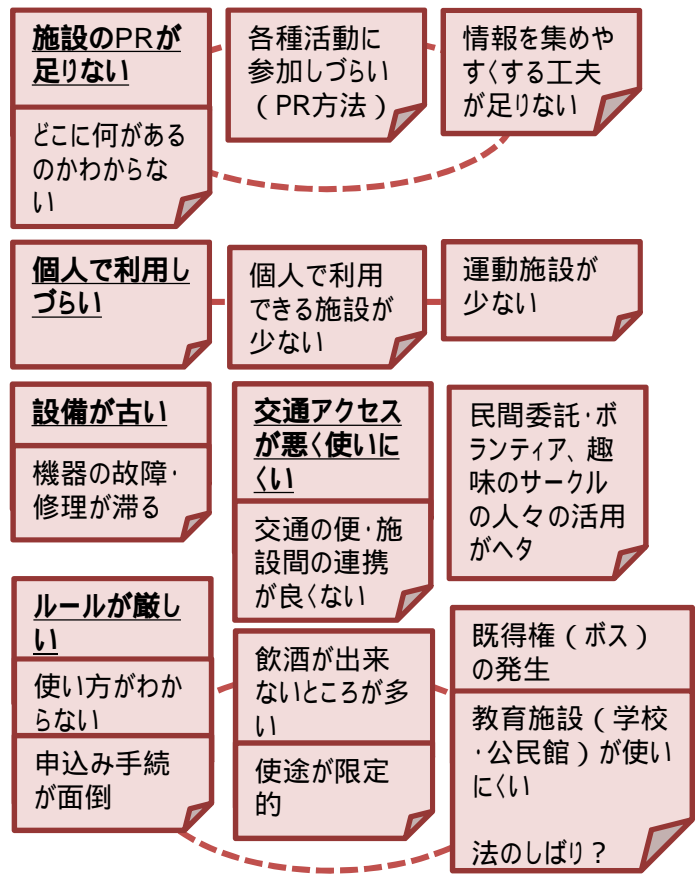 施設のPRが
足りない
どこに何がある
のかわからな
い
各種活動に
参加しづらい
（PR方法）
情報を集めや
すくする工夫
が足りない
個人で利用し
づらい
個人で利用
できる施設が
少ない
運動施設が
少ない
設備が古い
機器の故障・
修理が滞る
交通アクセス
が悪く使いに
くい
交通の便・施
設間の連携
が良くない
民間委託・ボ
ランティア、趣
味のサークル
の人々の活用
がヘタ
ルールが厳し
い
使い方がわか
らない
申込み手続
が面倒
飲酒が出来
ないところが多
い
使途が限定
的
既得権（ボス）
の発生
教育施設（学校
・公民館）が使い
にくい
法のしばり？